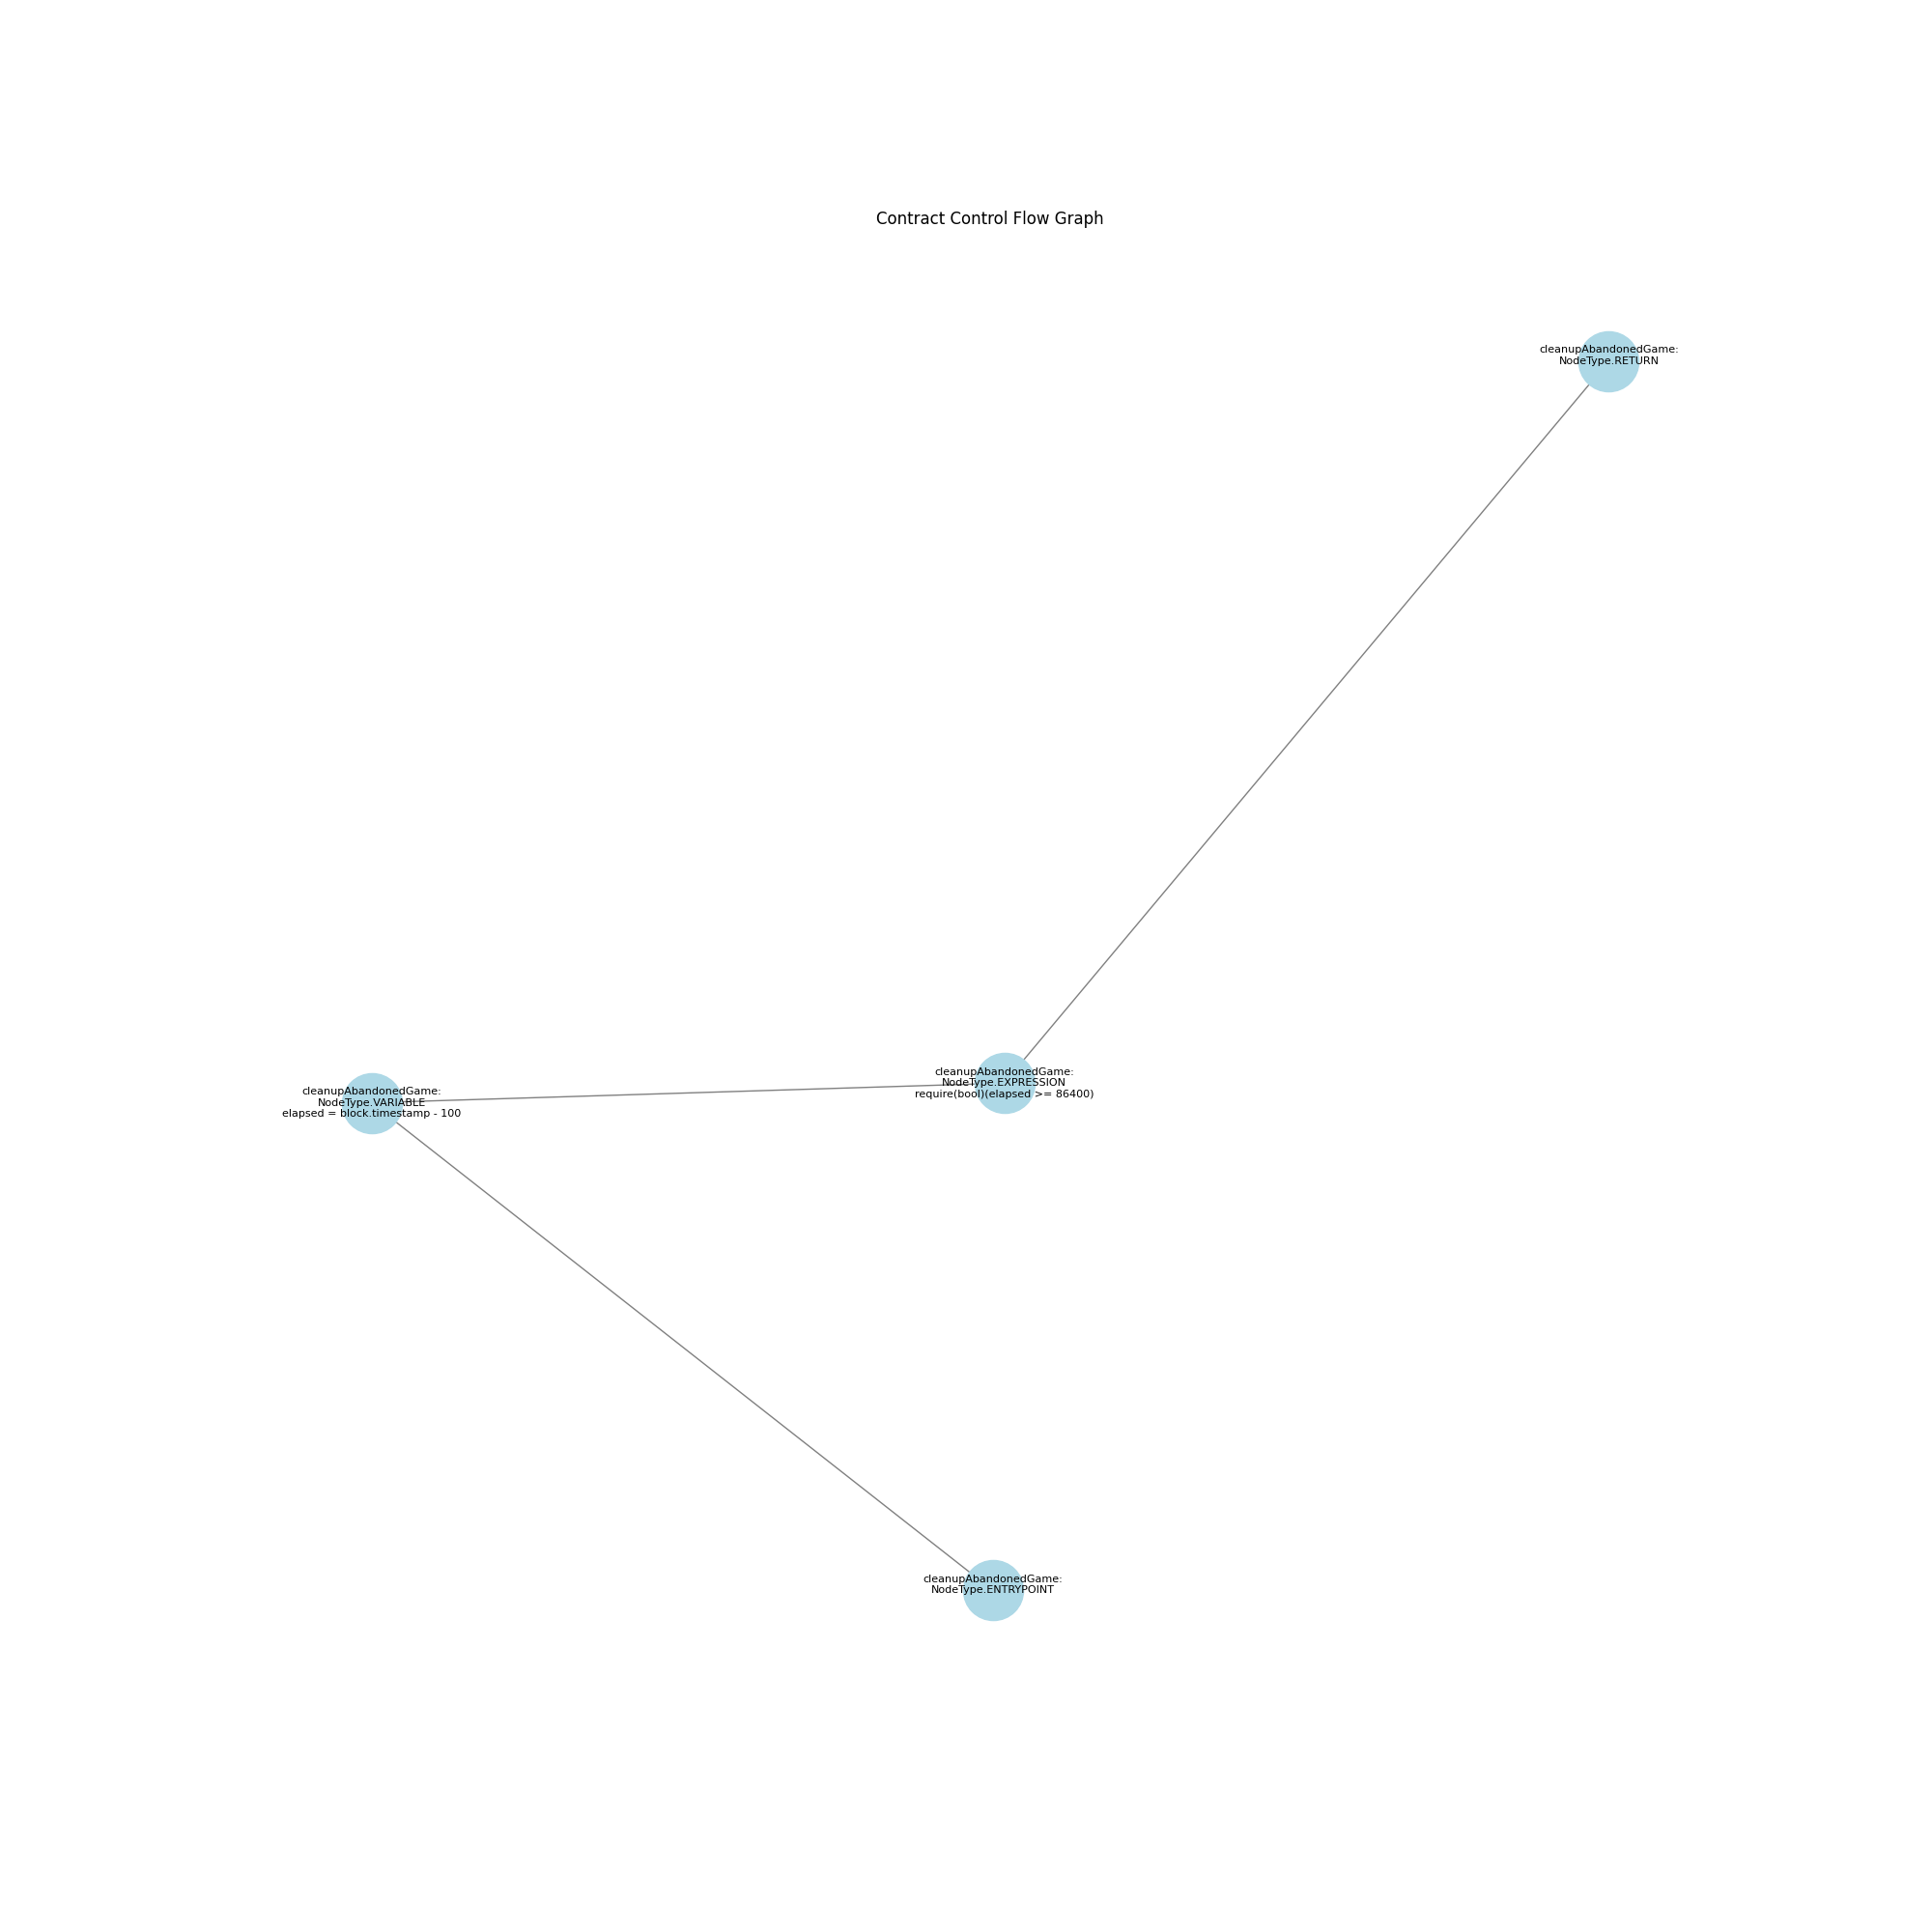 Contract Control Flow Graph
cleanupAbandonedGame:
NodeType.RETURN
cleanupAbandonedGame:
NodeType.EXPRESSION
require(bool)(elapsed >= 86400)
cleanupAbandonedGame:
NodeType.VARIABLE
elapsed = block.timestamp - 100
cleanupAbandonedGame:
NodeType.ENTRYPOINT